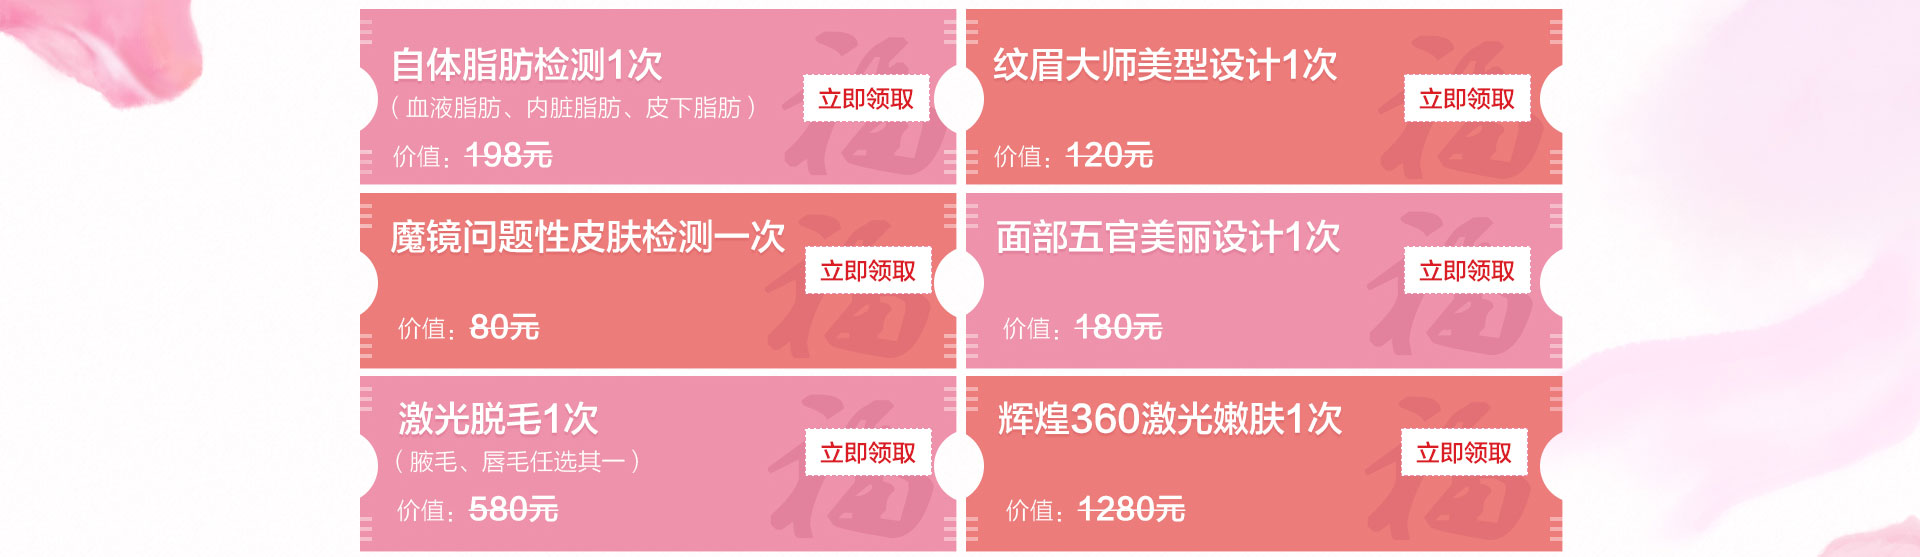 自体脂肪检测1次
（血液脂肪、内脏脂肪、皮下脂肪）
价值：198元
福
立即领取
纹眉大师美型设计1次
价值：120元
福
立即领取
魔镜问题性皮肤检测一次
价值：80元
福
立即领取
面部五官美丽设计1次
价值：180元
福
立即领取
激光脱毛1次
（腋毛、唇毛任选其一）
价值：580元
福
立即领取
辉煌360激光嫩肤1次
价值：1280元
福
立即领取